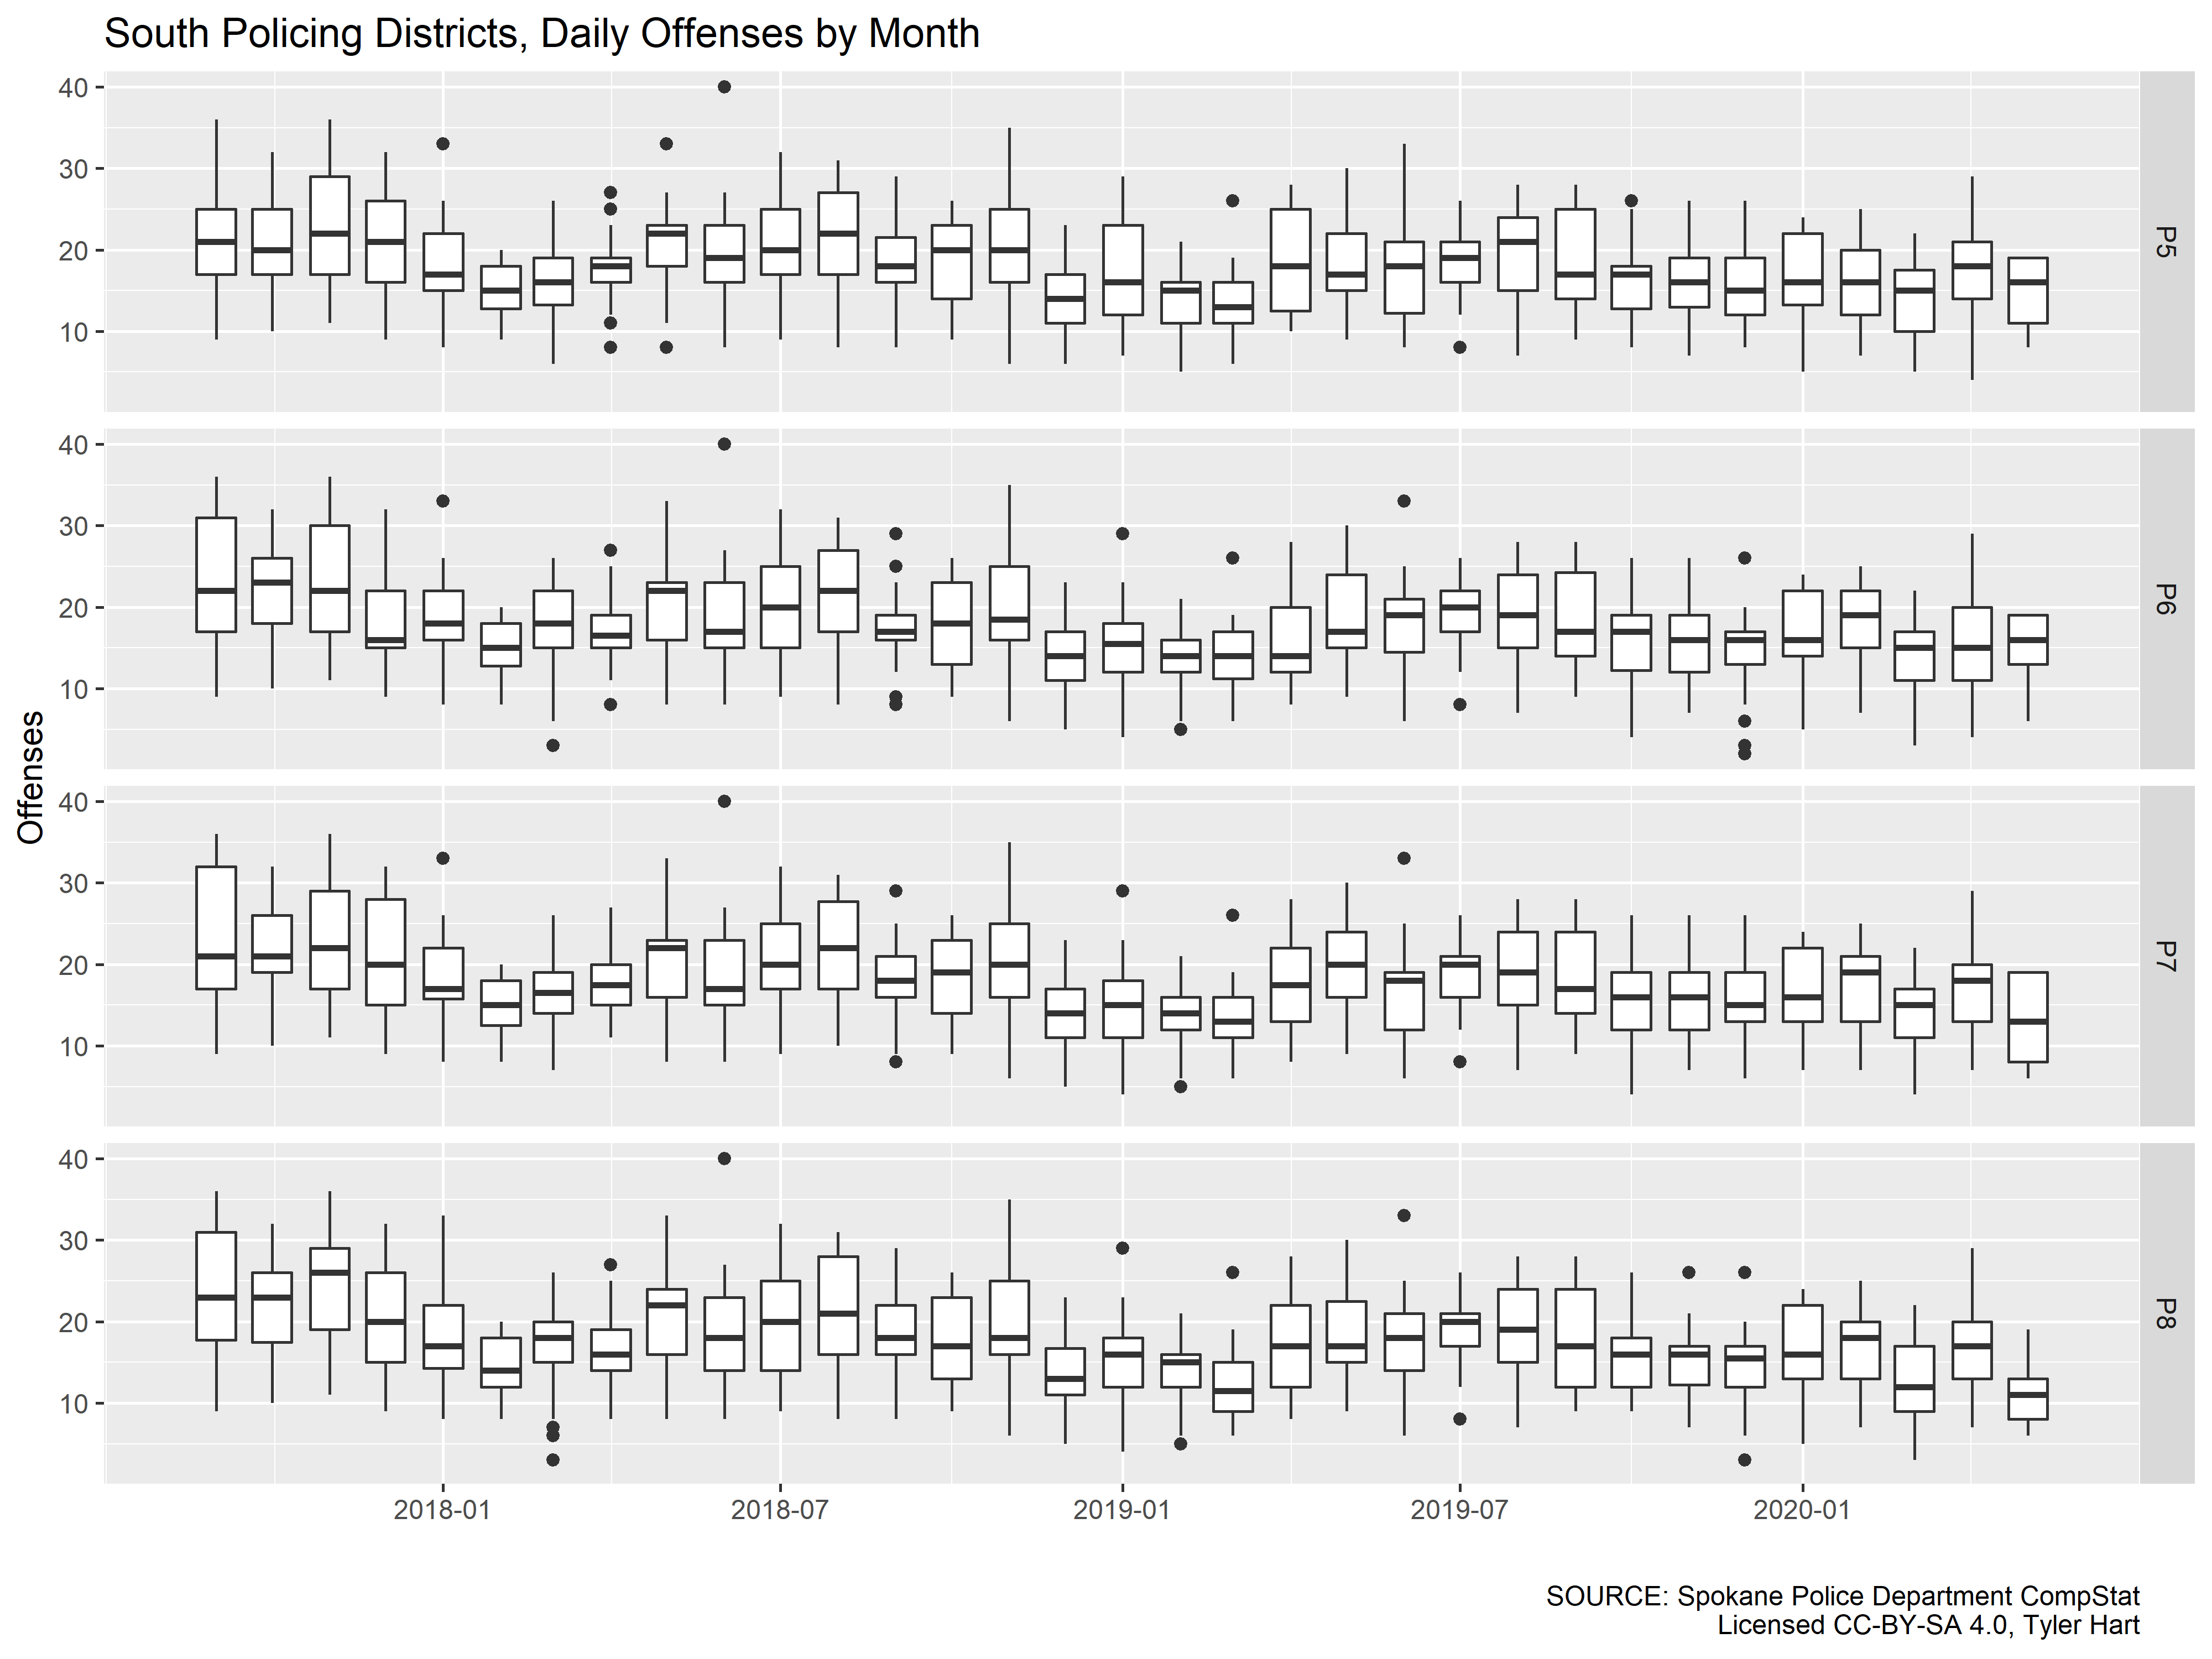 South Policing Districts, Daily Offenses by Month
Offenses
40
30
20
10
P5
40
30
20
10
P6
40
30
20
10
P7
40
30
20
10
P8
2018-01
2018-07
2019-01
2019-07
2020-01
SOURCE: Spokane Police Department CompStat
Licensed CC-BY-SA 4.0, Tyler Hart